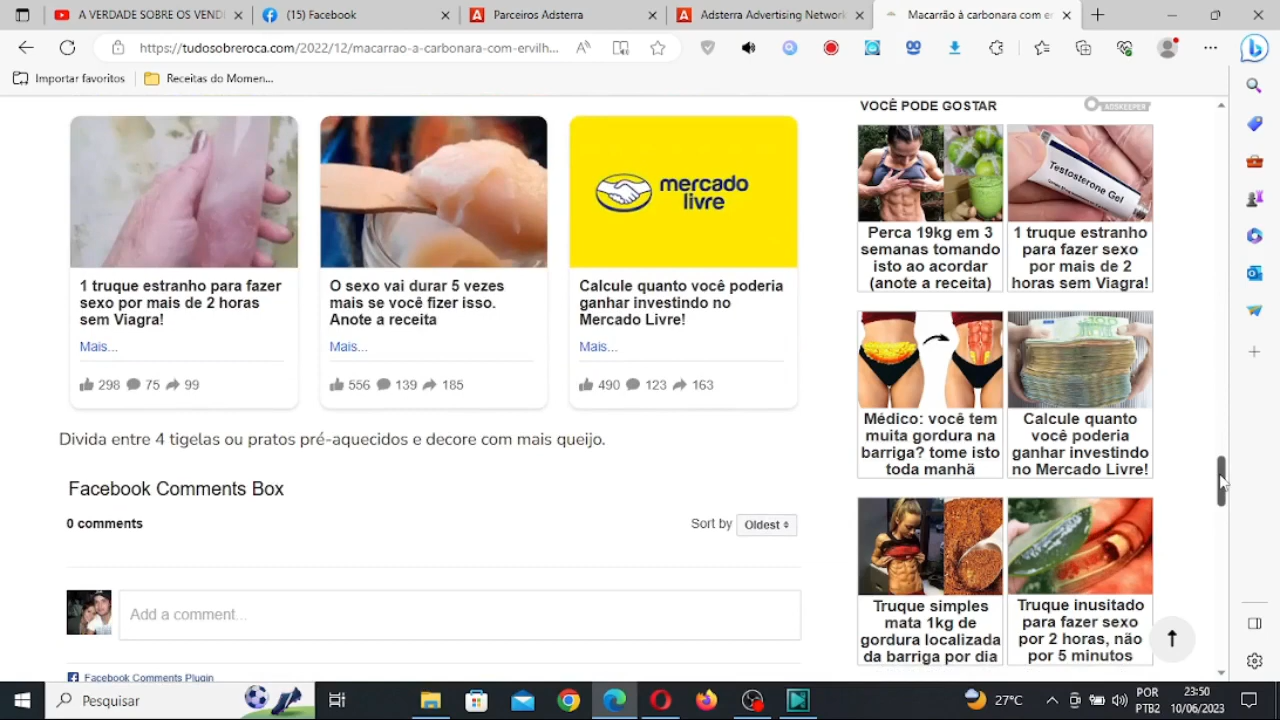 A VERDADE SOBRE OS VENDI
(15) Facebook
Parceiros Adsterra
Adsterra Advertising Network
Macarrão à carbonara com er
https://tudosobreroca.com/2022/12/macarrao-a-carbonara-com-ervilh...
Importar favoritos
Receitas do Momen...
1 truque estranho para fazer
sexo por mais de 2 horas
sem Viagra!
Mais...
298 75 99
O sexo vai durar 5 vezes
mais se você fizer isso.
Anote a receita
Mais...
556 139 185
mercado
livre
Calcule quanto você poderia
ganhar investindo no
Mercado Livre!
Mais...
490 123 163
Divida entre 4 tigelas ou pratos pré-aquecidos e decore com mais queijo.
Facebook Comments Box
0 comments
Sort by Oldest
Add a comment...
Facebook Comments Plugin
VOCÊ PODE GOSTAR
ADSKEEPER
Perca 19kg em 3
semanas tomando
isto ao acordar
(anote a receita)
Testosterone Gel
1 truque estranho
para fazer sexo
por mais de 2
horas sem Viagra!
Médico: você tem
muita gordura na
barriga? tome isto
toda manhã
Calcule quanto
você poderia
ganhar investindo
no Mercado Livre!
Truque simples
mata 1kg de
gordura localizada
da barriga por dia
Truque inusitado
para fazer sexo
por 2 horas, não
por 5 minutos
Pesquisar
27°C
POR
PTB2
23:50
10/06/2023